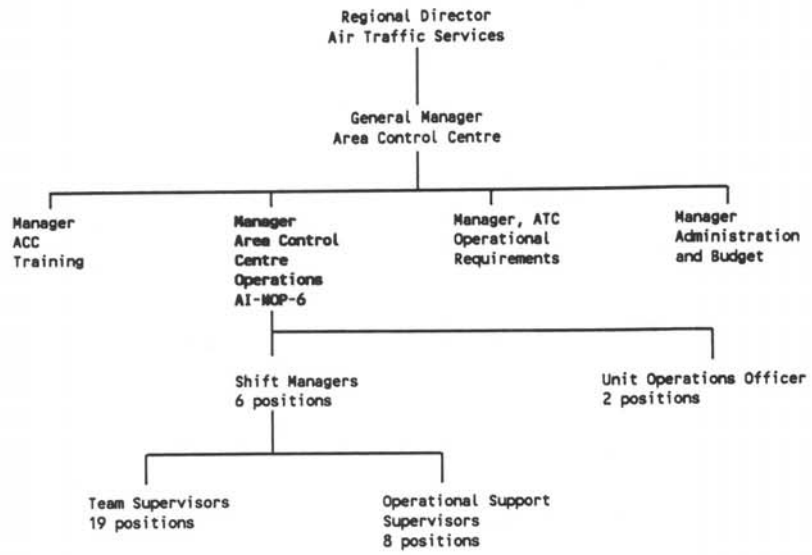 Regional Director
Air Traffic Services
General Manager
Area Control Centre
Manager
ACC
Training
Manager
Area Control
Centre
Operations
AI-NOP-6
Manager, ATC
Operational
Requirements
Manager
Administration
and Budget
Shift Managers
6 positions
Unit Operations Officer
2 positions
Team Supervisors
19 positions
Operational Support
Supervisors
8 positions